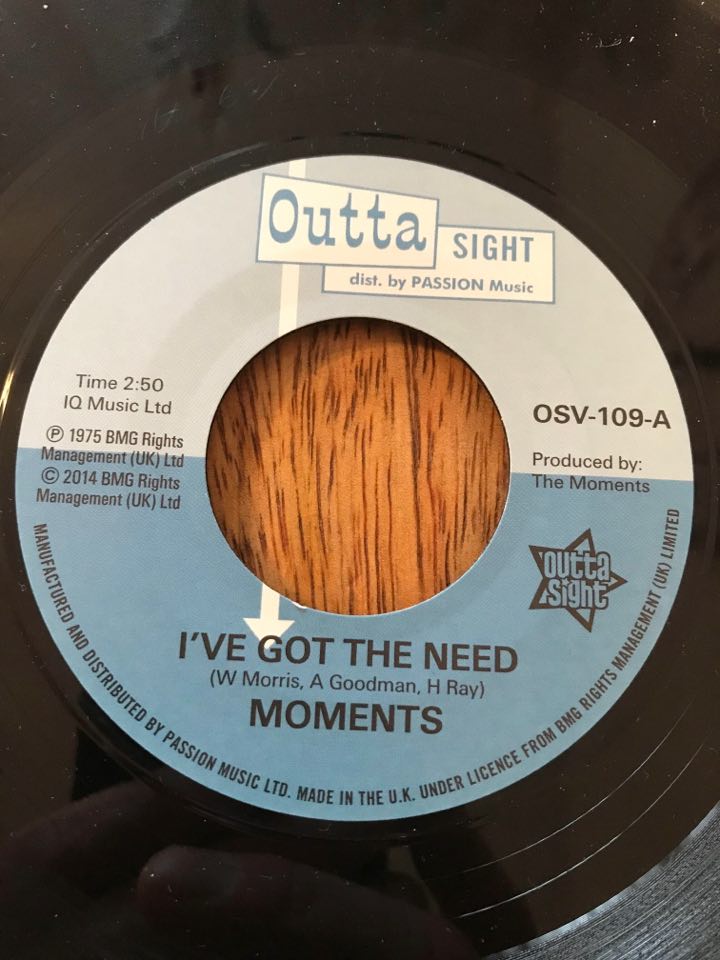 Outta SIGHT
dist. by PASSION Music
Time 2:50
IQ Music Ltd
℗ 1975 BMG Rights
Management (UK) Ltd
© 2014 BMG Rights
Management (UK) Ltd
OSV-109-A
Produced by:
The Moments
outta
sight
I'VE GOT THE NEED
(W Morris, A Goodman, H Ray)
MOMENTS
MANUFACTURED AND DISTRIBUTED BY PASSION MUSIC LTD. MADE IN THE U.K. UNDER LICENCE FROM BMG RIGHTS MANAGEMENT (UK) LIMITED